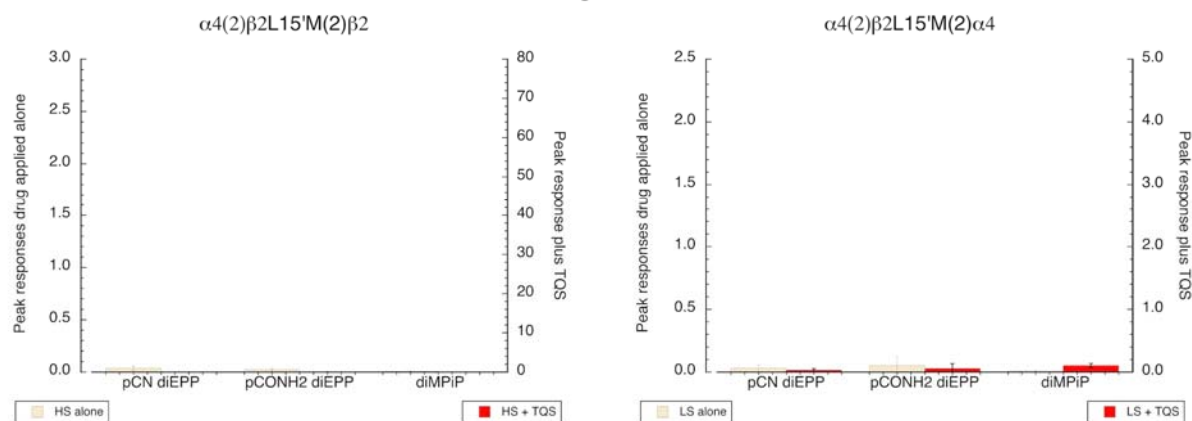 α4(2)β2L15'M(2)β2
Peak responses drug applied alone
3.0
2.5
2.0
1.5
1.0
0.5
0.0
80
70
60
50
40
30
20
10
0
Peak response plus TQS
pCN diEPP
pCONH2 diEPP
diMPiP
HS alone
HS + TQS
α4(2)β2L15'M(2)α4
Peak responses drug applied alone
2.5
2.0
1.5
1.0
0.5
0.0
5.0
4.0
3.0
2.0
1.0
0.0
Peak response plus TQS
pCN diEPP
pCONH2 diEPP
diMPiP
LS alone
LS + TQS